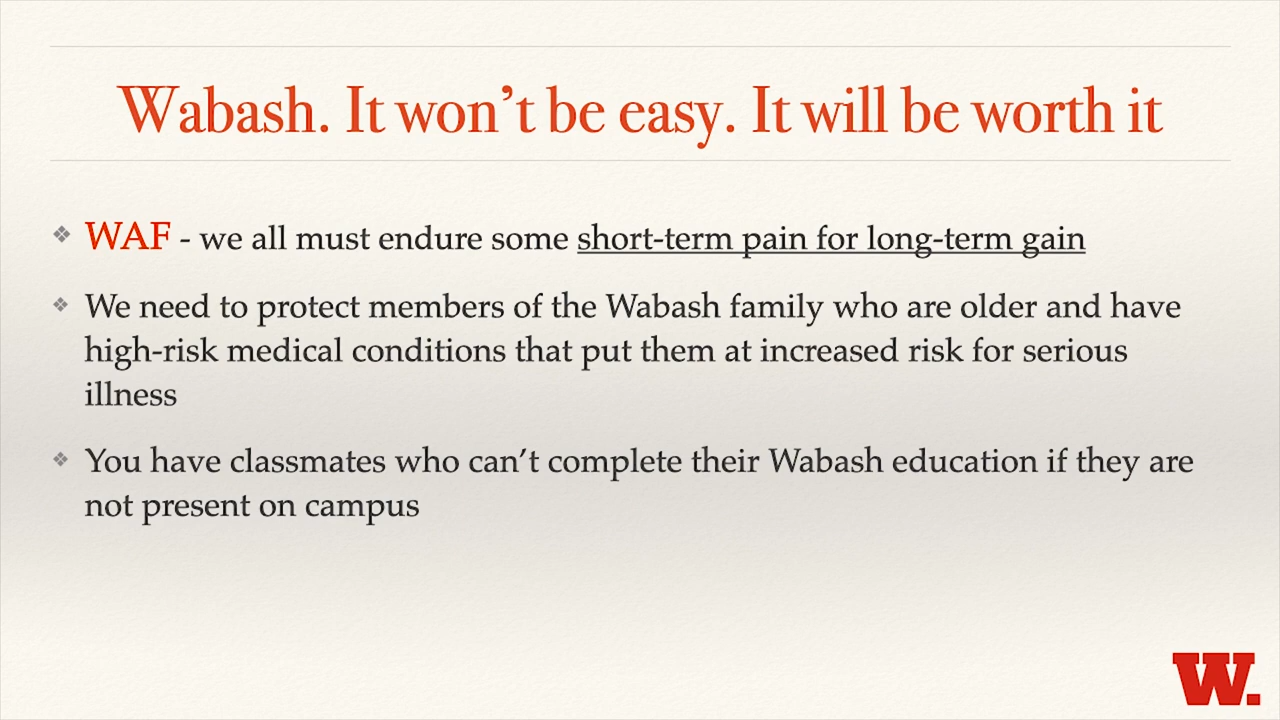 Wabash. It won’t be easy. It will be worth it
❖ WAF - we all must endure some short-term pain for long-term gain
❖ We need to protect members of the Wabash family who are older and have
high-risk medical conditions that put them at increased risk for serious
illness
❖ You have classmates who can’t complete their Wabash education if they are
not present on campus
W.